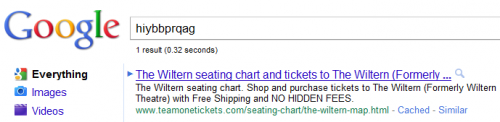 Google
hiybbprqag
1 result (0.32 seconds)
Everything
The Wiltern seating chart and tickets to The Wiltern (Formerly ...
Images
The Wiltern seating chart. Shop and purchase tickets to The Wiltern (Formerly Wiltern
Theatre) with Free Shipping and NO HIDDEN FEES.
Videos
www.teamonetickets.com/seating-chart/the-wiltern-map.html - Cached - Similar